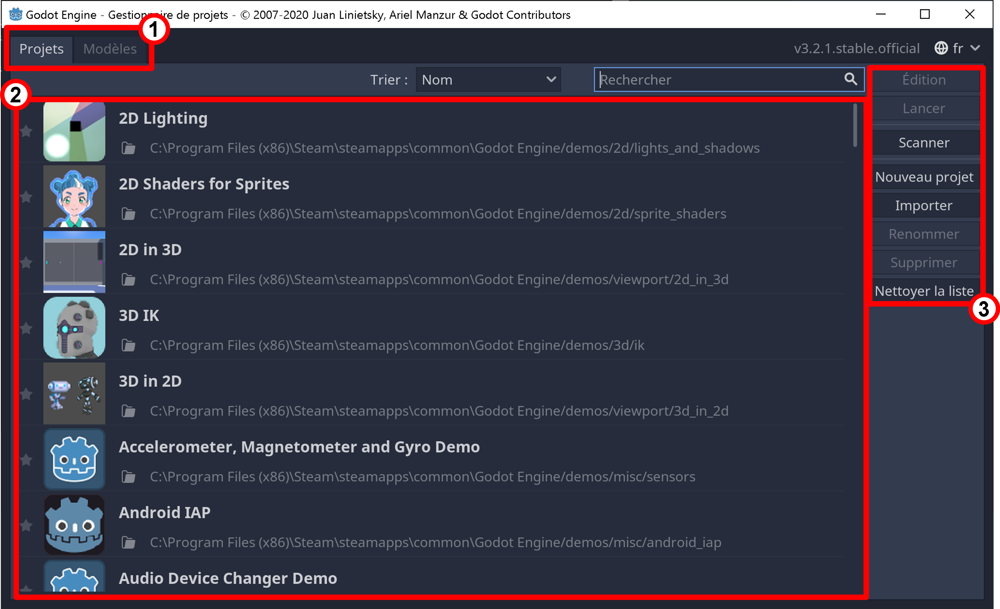 Godot Engine - Gestionnaire de projets - © 2007-2020 Juan Linietsky, Ariel Manzur & Godot Contributors
1
Projets Modèles
v3.2.1.stable.official fr
2
Trier : Nom Rechercher
2D Lighting
C:\Program Files (x86)\Steam\steamapps\common\Godot Engine/demos/2d/lights_and_shadows
2D Shaders for Sprites
C:\Program Files (x86)\Steam\steamapps\common\Godot Engine/demos/2d/sprite_shaders
2D in 3D
C:\Program Files (x86)\Steam\steamapps\common\Godot Engine/demos/viewport/2d_in_3d
3D IK
C:\Program Files (x86)\Steam\steamapps\common\Godot Engine/demos/3d/ik
3D in 2D
C:\Program Files (x86)\Steam\steamapps\common\Godot Engine/demos/viewport/3d_in_2d
Accelerometer, Magnetometer and Gyro Demo
C:\Program Files (x86)\Steam\steamapps\common\Godot Engine/demos/misc/sensors
Android IAP
C:\Program Files (x86)\Steam\steamapps\common\Godot Engine/demos/misc/android_iap
Audio Device Changer Demo
Édition
Lancer
Scanner
Nouveau projet
Importer
Renommer
Supprimer
Nettoyer la liste
3